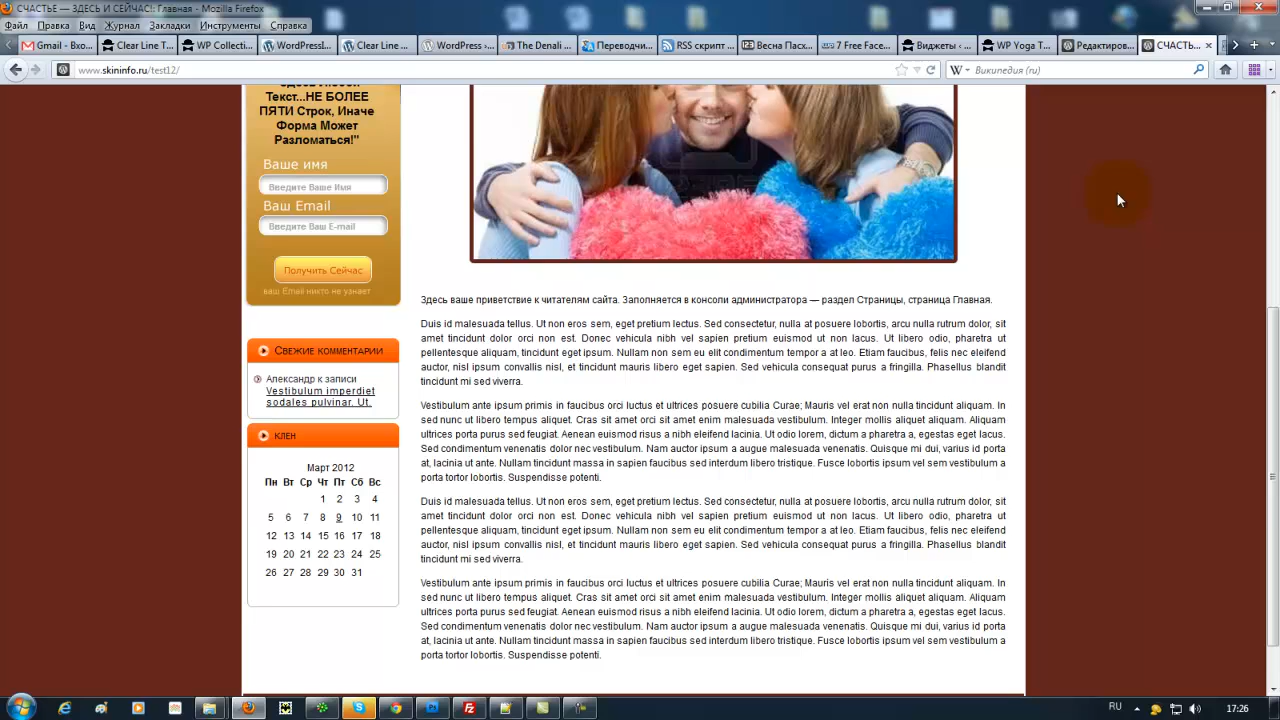 СЧАСТЬЕ — ЗДЕСЬ И СЕЙЧАС!: Главная - Mozilla Firefox
Файл Правка Вид Журнал Закладки Инструменты Справка
Gmail - Вхо... Clear Line T... WP Collecti... WordPressl... Clear Line ... WordPress ›... The Denali ... Переводчи... RSS скрипт ... Весна Пасх... 7 Free Face... Виджеты ‹ ... WP Yoga T... Редактиров... СЧАСТЬ...
www.skininfo.ru/test12/
Википедия (ru)
Текст...НЕ БОЛЕЕ
ПЯТИ Строк, Иначе
Форма Может
Разломаться!"
Ваше имя
Введите Ваше Имя
Ваш Email
Введите Ваш E-mail
Получить Сейчас
ваш Email никто не узнает
Свежие комментарии
Александр к записи
Vestibulum imperdiet
sodales pulvinar. Ut.
клен
Март 2012
Пн Вт Ср Чт Пт Сб Вс
1 2 3 4
5 6 7 8 9 10 11
12 13 14 15 16 17 18
19 20 21 22 23 24 25
26 27 28 29 30 31
Здесь ваше приветствие к читателям сайта. Заполняется в консоли администратора — раздел Страницы, страница Главная.
Duis id malesuada tellus. Ut non eros sem, eget pretium lectus. Sed consectetur, nulla at posuere lobortis, arcu nulla rutrum dolor, sit
amet tincidunt dolor orci non est. Donec vehicula nibh vel sapien pretium euismod ut non lacus. Ut libero odio, pharetra ut
pellentesque aliquam, tincidunt eget ipsum. Nullam non sem eu elit condimentum tempor a at leo. Etiam faucibus, felis nec eleifend
auctor, nisl ipsum convallis nisl, et tincidunt mauris libero eget sapien. Sed vehicula consequat purus a fringilla. Phasellus blandit
tincidunt mi sed viverra.
Vestibulum ante ipsum primis in faucibus orci luctus et ultrices posuere cubilia Curae; Mauris vel erat non nulla tincidunt aliquam. In
sed nunc ut libero tempus aliquet. Cras sit amet orci sit amet enim malesuada vestibulum. Integer mollis aliquet aliquam. Aliquam
ultrices porta purus sed feugiat. Aenean euismod risus a nibh eleifend lacinia. Ut odio lorem, dictum a pharetra a, egestas eget lacus.
Sed condimentum venenatis dolor nec vestibulum. Nam auctor ipsum a augue malesuada venenatis. Quisque mi dui, varius id porta
at, lacinia ut ante. Nullam tincidunt massa in sapien faucibus sed interdum libero tristique. Fusce lobortis ipsum vel sem lacinia a
porta tortor lobortis. Suspendisse potenti.
Duis id malesuada tellus. Ut non eros sem, eget pretium lectus. Sed consectetur, nulla at posuere lobortis, arcu nulla rutrum dolor, sit
amet tincidunt dolor orci non est. Donec vehicula nibh vel sapien pretium euismod ut non lacus. Ut libero odio, pharetra ut
pellentesque aliquam, tincidunt eget ipsum. Nullam non sem eu elit condimentum tempor a at leo. Etiam faucibus, felis nec eleifend
auctor, nisl ipsum convallis nisl, et tincidunt mauris libero eget sapien. Sed vehicula consequat purus a fringilla. Phasellus blandit
tincidunt mi sed viverra.
Vestibulum ante ipsum primis in faucibus orci luctus et ultrices posuere cubilia Curae; Mauris vel erat non nulla tincidunt aliquam. In
sed nunc ut libero tempus aliquet. Cras sit amet orci sit amet enim malesuada vestibulum. Integer mollis aliquet aliquam. Aliquam
ultrices porta purus sed feugiat. Aenean euismod risus a nibh eleifend lacinia. Ut odio lorem, dictum a pharetra a, egestas eget lacus.
Sed condimentum venenatis dolor nec vestibulum. Nam auctor ipsum a augue malesuada venenatis. Quisque mi dui, varius id porta
at, lacinia ut ante. Nullam tincidunt massa in sapien faucibus sed interdum libero tristique. Fusce lobortis ipsum vel sem lacinia a
porta tortor lobortis. Suspendisse potenti.
RU
17:26